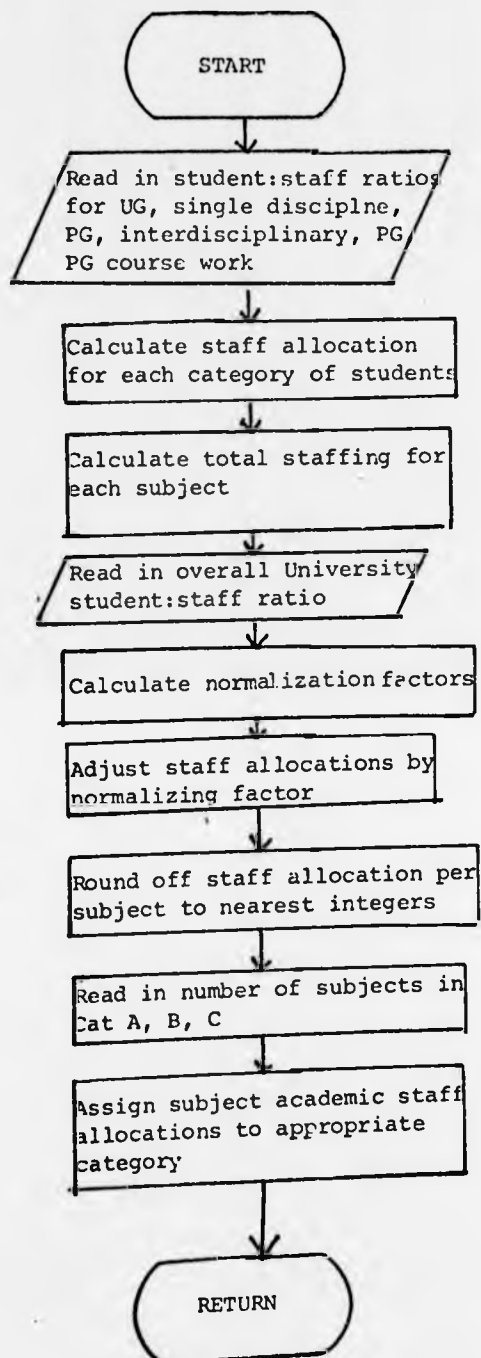 START
Read in student:staff ratios
for UG, single disciplne,
PG, interdisciplinary, PG,
PG course work
Calculate staff allocation
for each category of students
Calculate total staffing for
each subject
Read in overall University
student:staff ratio
Calculate normalization factors
Adjust staff allocations by
normalizing factor
Round off staff allocation per
subject to nearest integers
Read in number of subjects in
Cat A, B, C
Assign subject academic staff
allocations to appropriate
category
RETURN